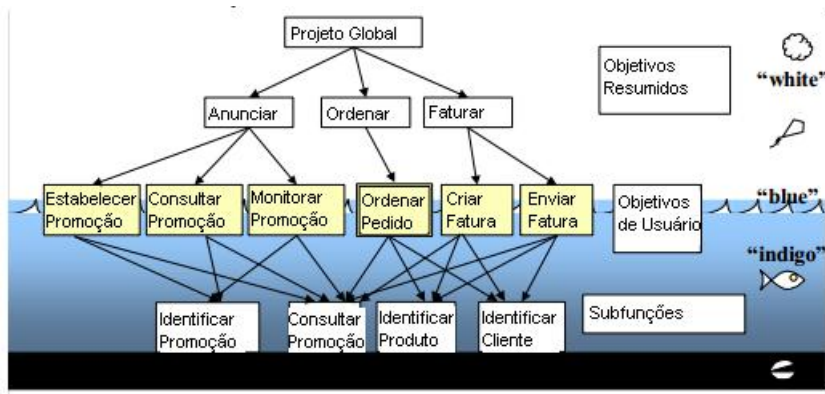 Projeto Global
Objetivos
Resumidos
“white”
Anunciar
Ordenar
Faturar
Estabelecer
Promoção
Consultar
Promoção
Monitorar
Promoção
Ordenar
Pedido
Criar
Fatura
Enviar
Fatura
Objetivos
de Usuário
“blue”
“indigo”
Identificar
Promoção
Consultar
Promoção
Identificar
Produto
Identificar
Cliente
Subfunções